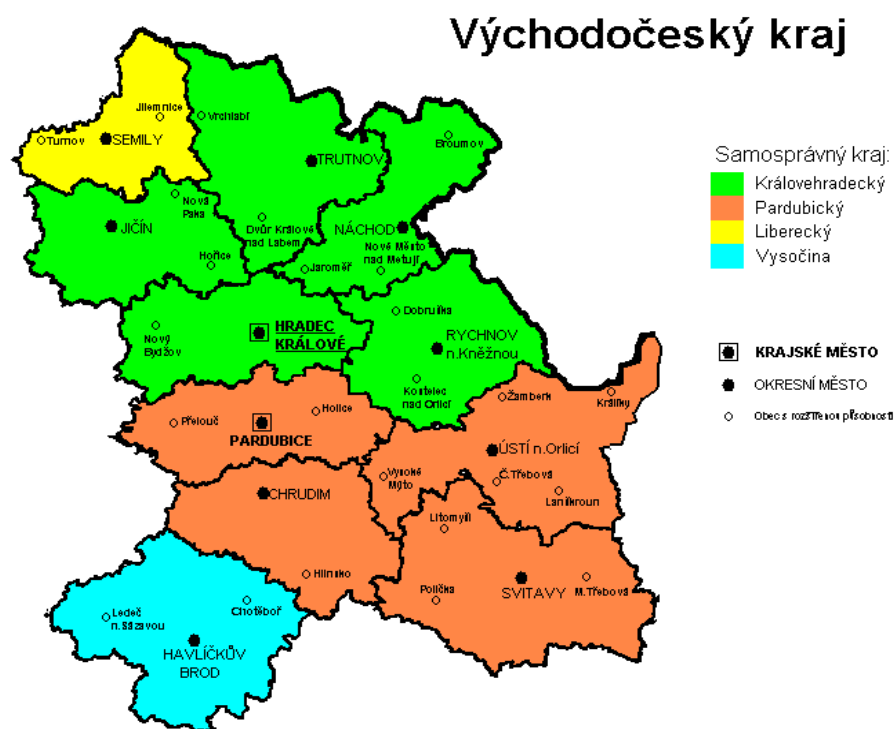 Východočeský kraj
Jilemnice
Vrchlabí
Turnov
SEMILY
Broumov
TRUTNOV
Samosprávný kraj:
Královehradecký
Pardubický
Liberecký
Vysočina
Nová
Paka
JIČÍN
Dvůr Králové
nad Labem
NÁCHOD
Nové Město
nad Metují
Hořice
Jaroměř
Dobruška
Nový
Bydžov
HRADEC
KRÁLOVÉ
RYCHNOV
n.Kněžnou
KRAJSKÉ MĚSTO
OKRESNÍ MĚSTO
Obec s rozšířenou působností
Kostelec
nad Orlicí
Žamberk
Králíky
Přelouč
Holice
PARDUBICE
ÚSTÍ n.Orlicí
Vysoké
Mýto
Č.Třebová
Lanškroun
CHRUDIM
Litomyšl
Hlinsko
Polička
SVITAVY
M.Třebová
Ledeč
n.Sázavou
Chotěboř
HAVLÍČKŮV
BROD